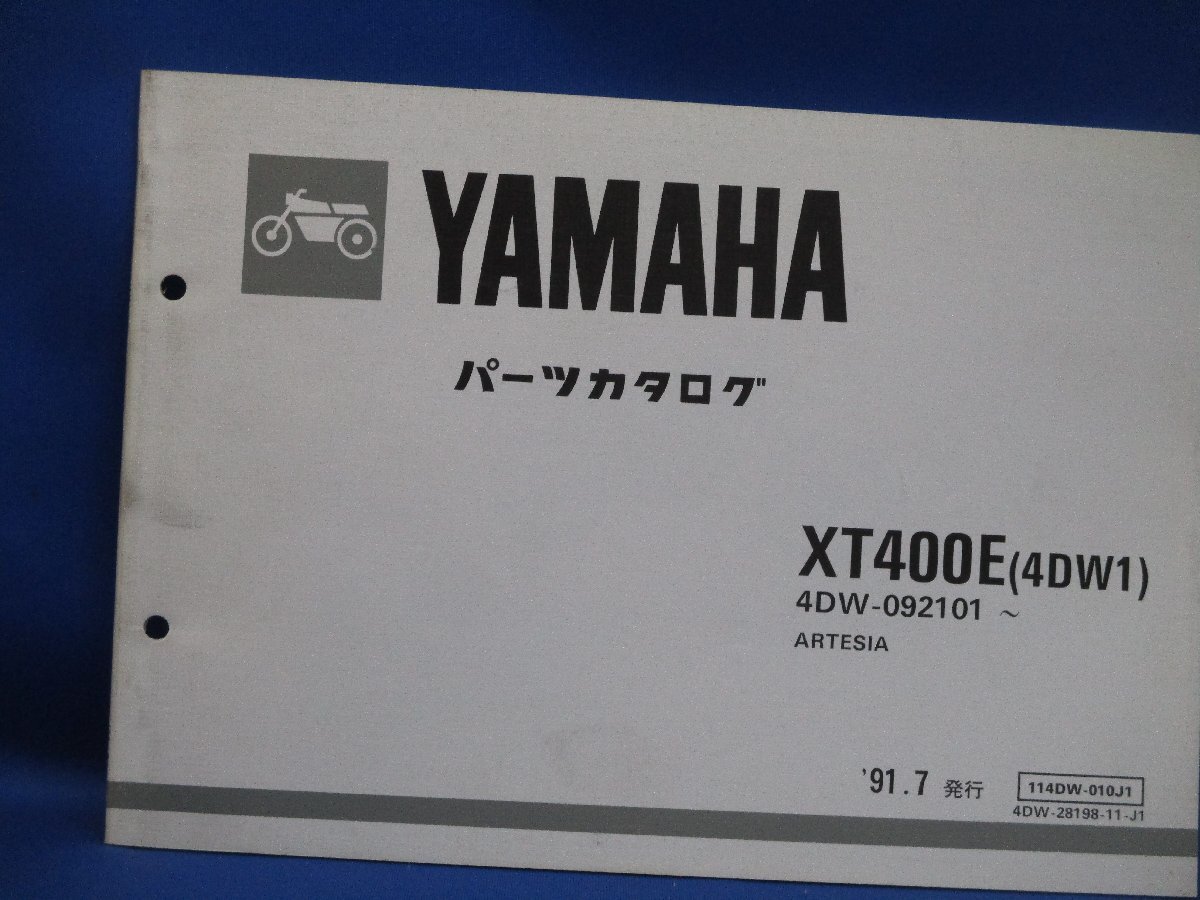 YAMAHA
パーツカタログ
XT400E(4DW1)
4DW-092101 ~
ARTESIA
'91.7 発行
114DW-010J1
4DW-28198-11-J1